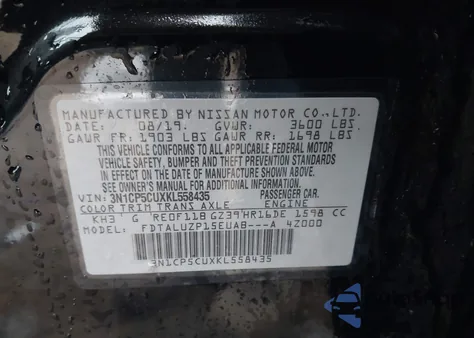 MANUFACTURED BY NISSAN MOTOR CO., LTD.
DATE: 08/19. GVWR: 3600 LBS.
GAWR FR: 1903 LBS GAWR RR: 1698 LBS
THIS VEHICLE CONFORMS TO ALL APPLICABLE FEDERAL MOTOR
VEHICLE SAFETY, BUMPER AND THEFT PREVENTION STANDARDS
IN EFFECT ON THE DATE OF MANUFACTURE SHOWN ABOVE.
...SEE OWNER'S MANUAL FOR ADDITIONAL INFORMATION...
VIN: 3N1CP5CUXKL558435 PASSENGER CAR.
COLOR TRIM TRANS AXLE ENGINE
KH3 G RE0F11B GZ39 HR16DE 1598 CC
MODEL: FDTALUZP15EUAB---A 4Z000
3N1CP5CUXKL558435